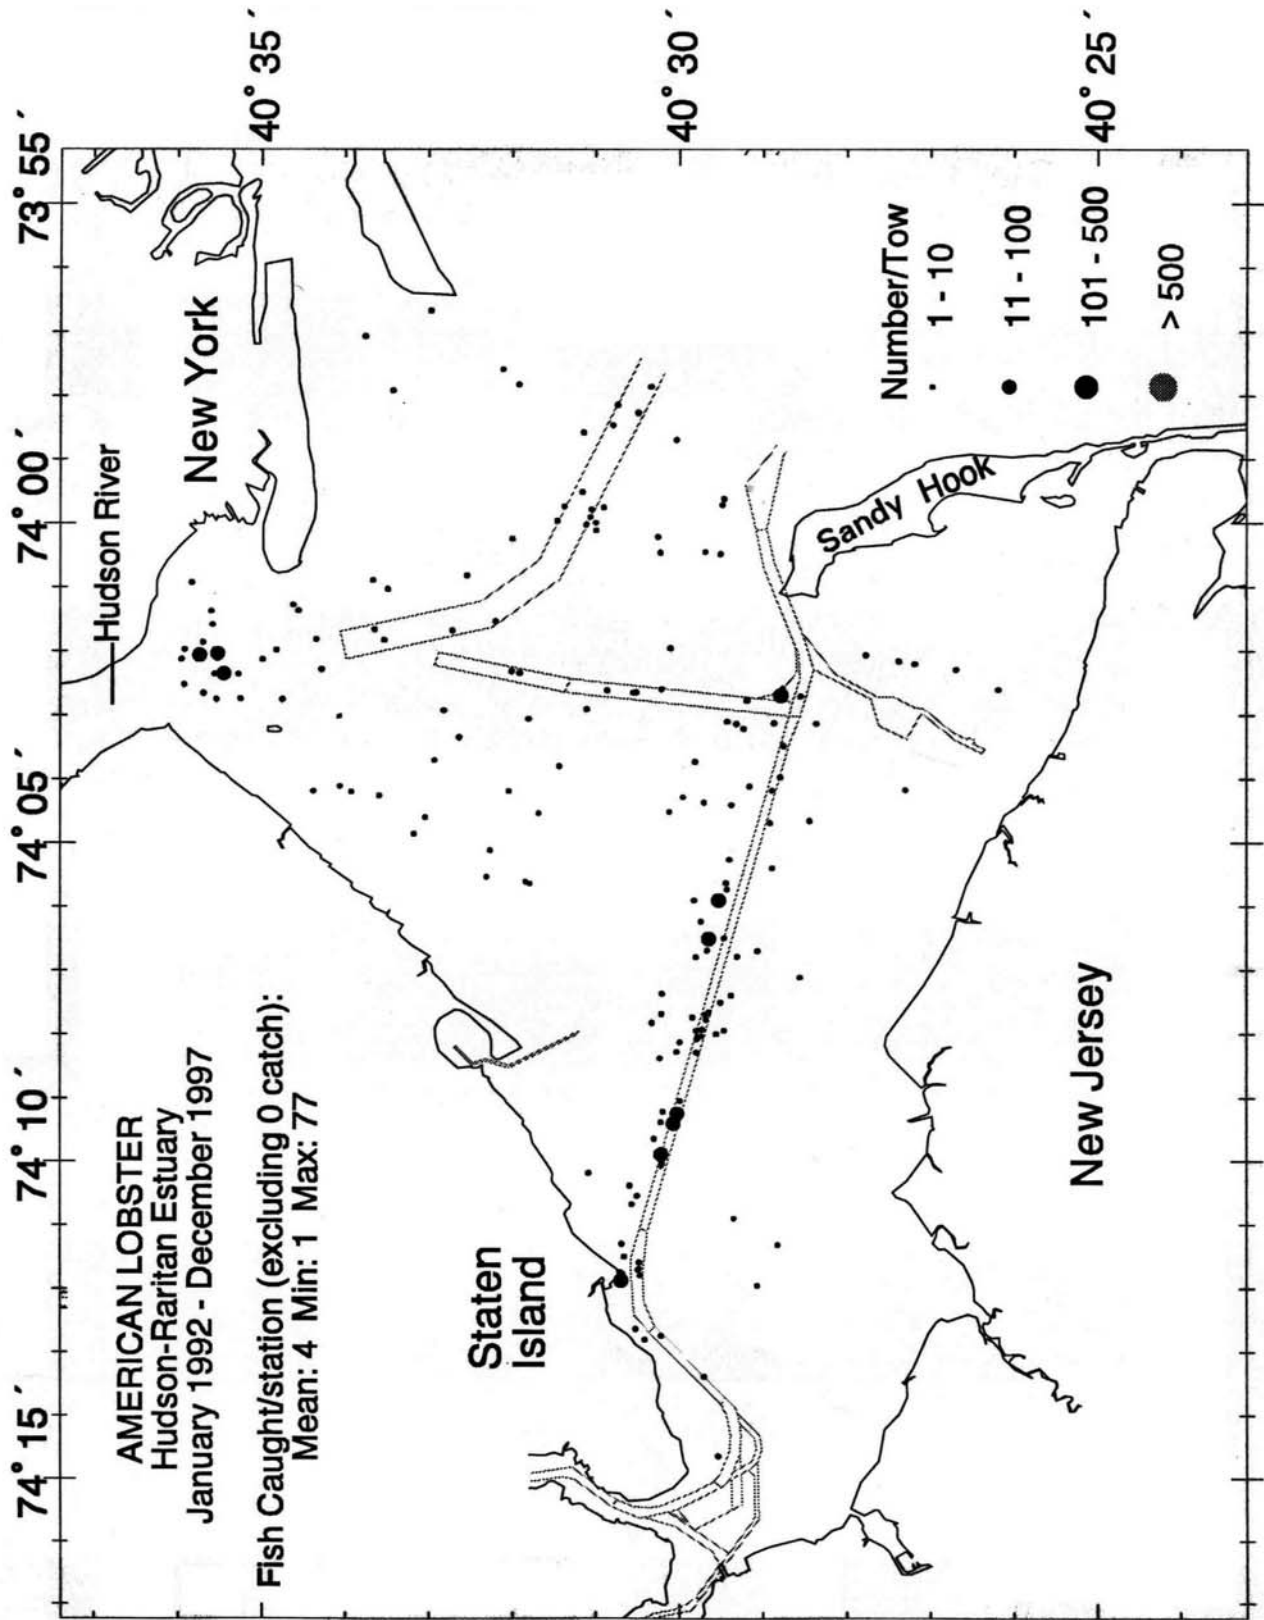 AMERICAN LOBSTER
Hudson-Raritan Estuary
January 1992 - December 1997
Fish Caught/station (excluding 0 catch):
Mean: 4 Min: 1 Max: 77
74° 15´
74° 10´
74° 05´
74° 00´
73° 55´
40° 35´
40° 30´
40° 25´
Hudson River
New York
Staten
Island
Sandy Hook
New Jersey
Number/Tow
1 - 10
11 - 100
101 - 500
> 500